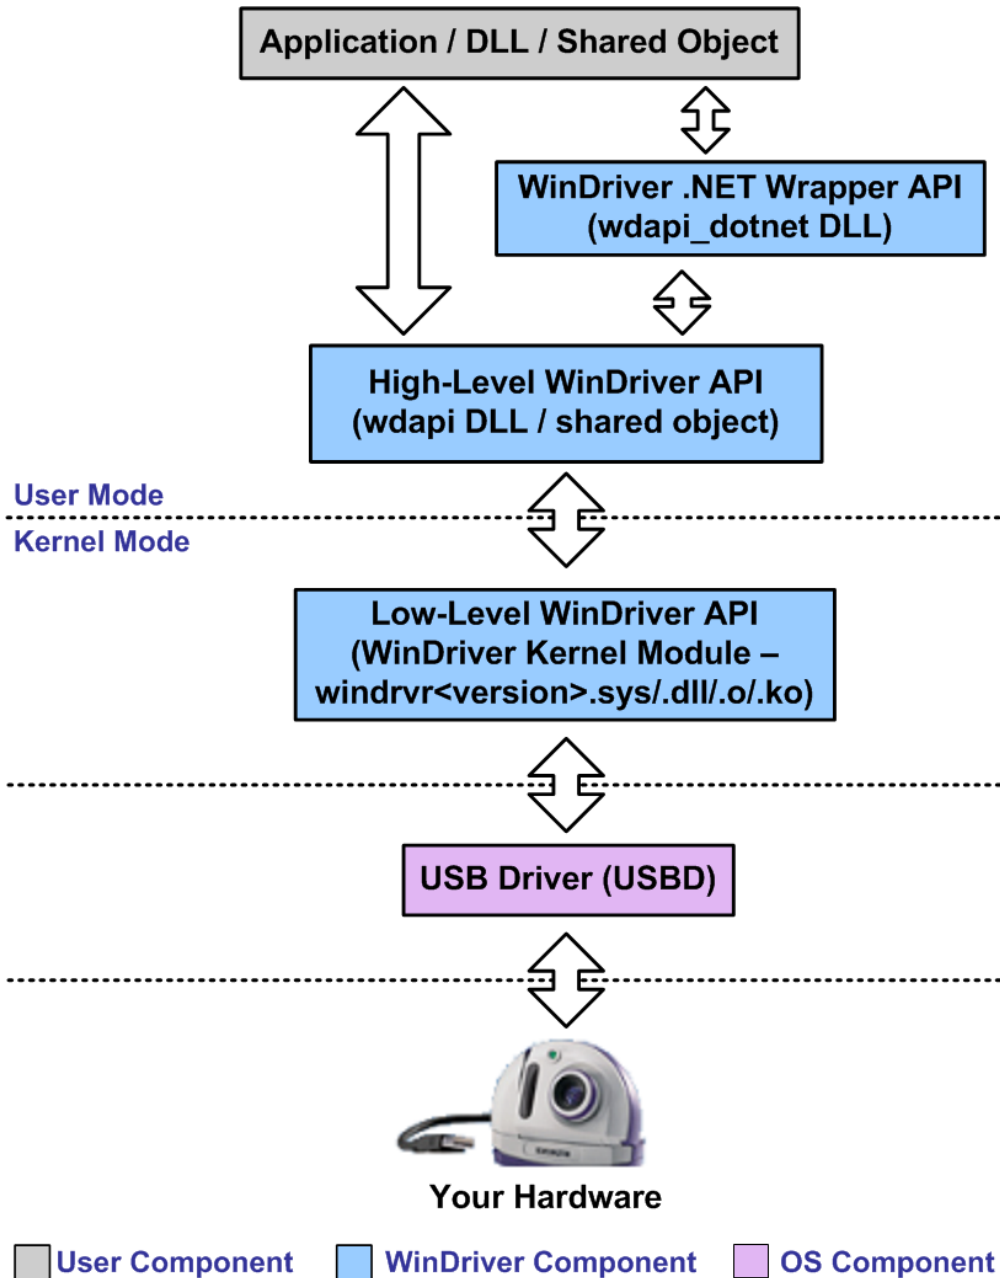 Application / DLL / Shared Object
WinDriver .NET Wrapper API
(wdapi_dotnet DLL)
High-Level WinDriver API
(wdapi DLL / shared object)
User Mode
Kernel Mode
Low-Level WinDriver API
(WinDriver Kernel Module –
windrvr<version>.sys/.dll/.o/.ko)
USB Driver (USBD)
Your Hardware
User Component
WinDriver Component
OS Component